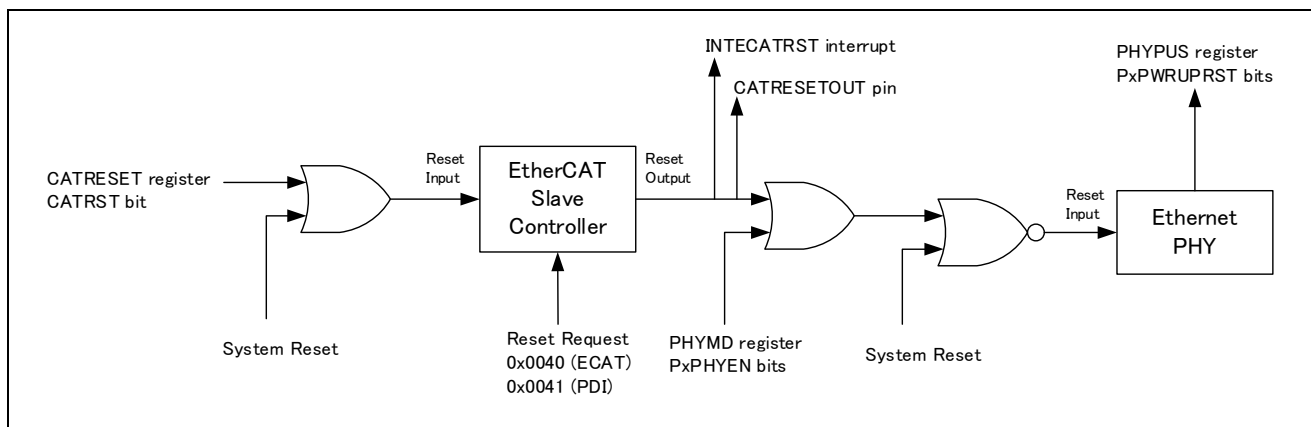 INTECATRST interrupt
CATRESETOUT pin
PHYPUS register
PxPWRUPRST bits
CATRESET register
CATRST bit
Reset
Input
EtherCAT
Slave
Controller
Reset
Output
Reset
Input
Ethernet
PHY
System Reset
Reset Request
0x0040 (ECAT)
0x0041 (PDI)
PHYMD register
PxPHYEN bits
System Reset